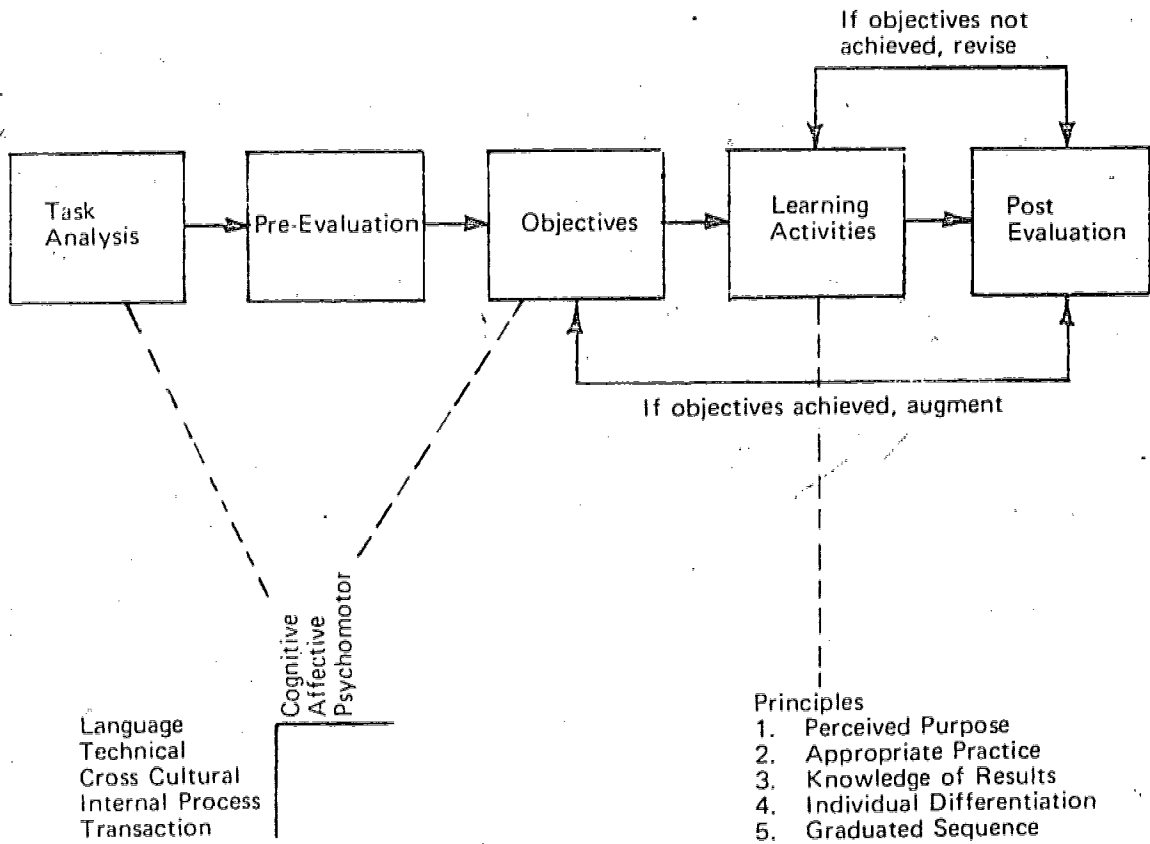 If objectives not
achieved, revise
Task
Analysis
Pre-Evaluation
Objectives
Learning
Activities
Post
Evaluation
If objectives achieved, augment
Cognitive
Affective
Psychomotor
Language
Technical
Cross Cultural
Internal Process
Transaction
Principles
1. Perceived Purpose
2. Appropriate Practice
3. Knowledge of Results
4. Individual Differentiation
5. Graduated Sequence